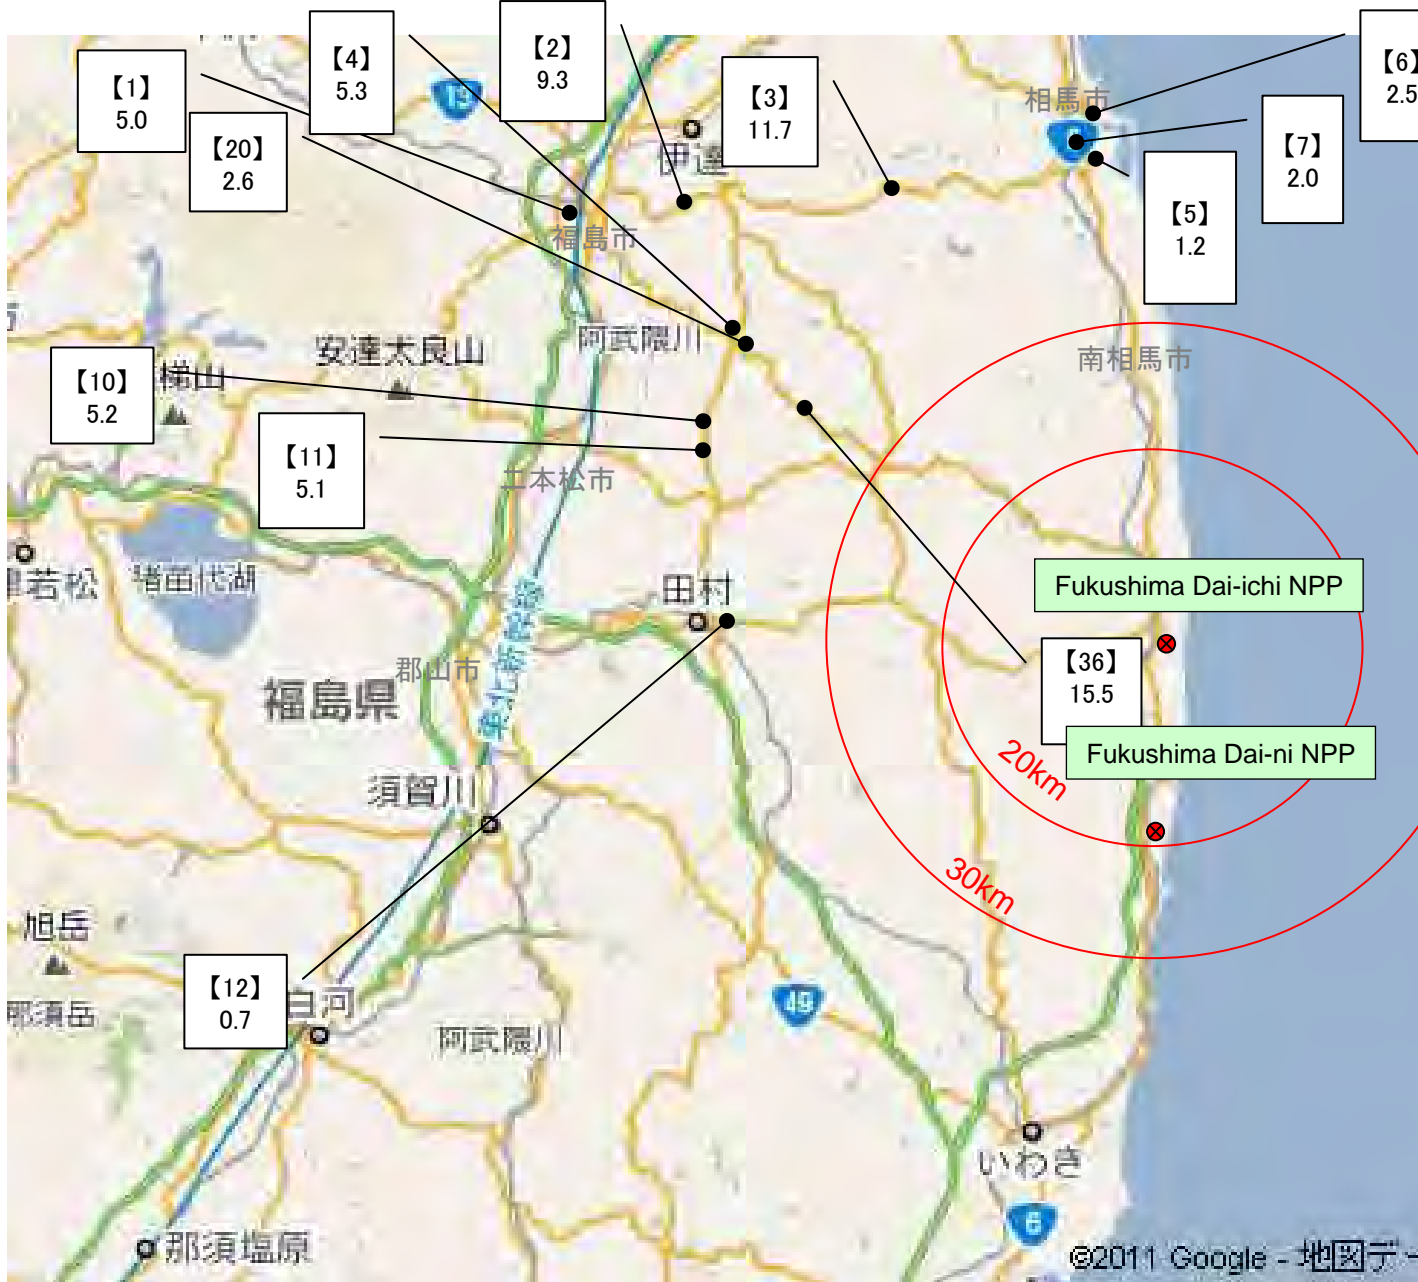 【4】
5.3
【2】
9.3
【6】
2.5
【1】
5.0
【3】
11.7
13
相馬市
【20】
2.6
伊達
【7】
2.0
【5】
1.2
福島市
阿武隈川
安達太良山
南相馬市
【10】
5.2
梯山
【11】
5.1
二本松市
若松
猪苗代湖
田村
Fukushima Dai-ichi NPP
東北新幹線
郡山市
福島県
【36】
15.5
Fukushima Dai-ni NPP
20km
須賀川
30km
旭岳
【12】
0.7
白河
49
那須岳
阿武隈川
いわき
6
那須塩原
©2011 Google - 地図デー